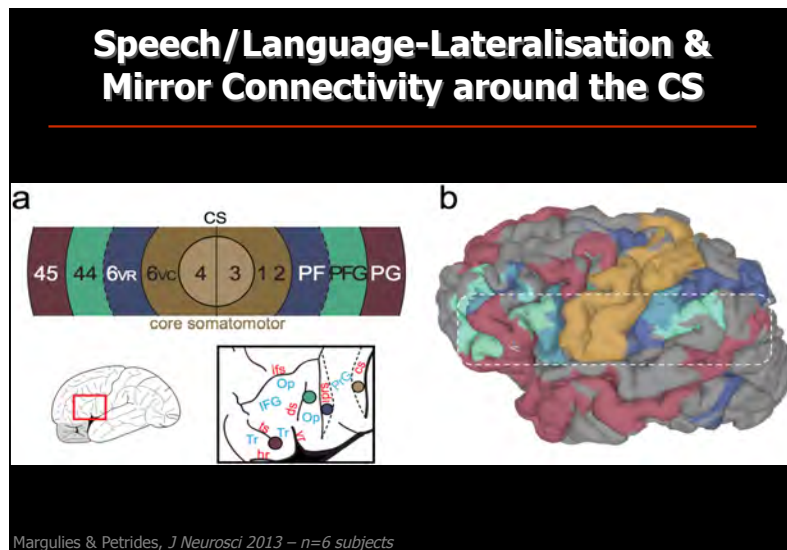 Speech/Language-Lateralisation &
Mirror Connectivity around the CS
a
b
CS
45 44 6VR 6VC 4 3 1 2 PF PFG PG
core somatomotor
ifs
Op
IFG
ds
Op
iprs
PrG
cs
ts
Tr
Tr
vr
hr
Margulies & Petrides, J Neurosci 2013 – n=6 subjects